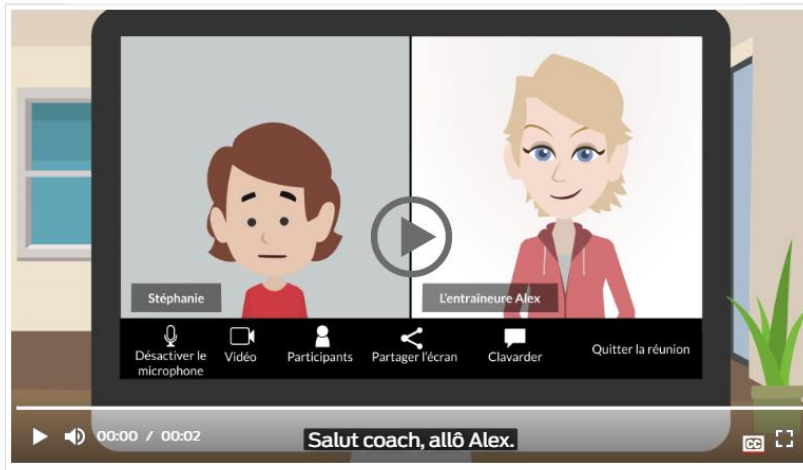 Stéphanie
L'entraîneure Alex
Désactiver le
microphone
Vidéo
Participants
Partager l'écran
Clavarder
Quitter la réunion
00:00 / 00:02
Salut coach, allô Alex.
CC